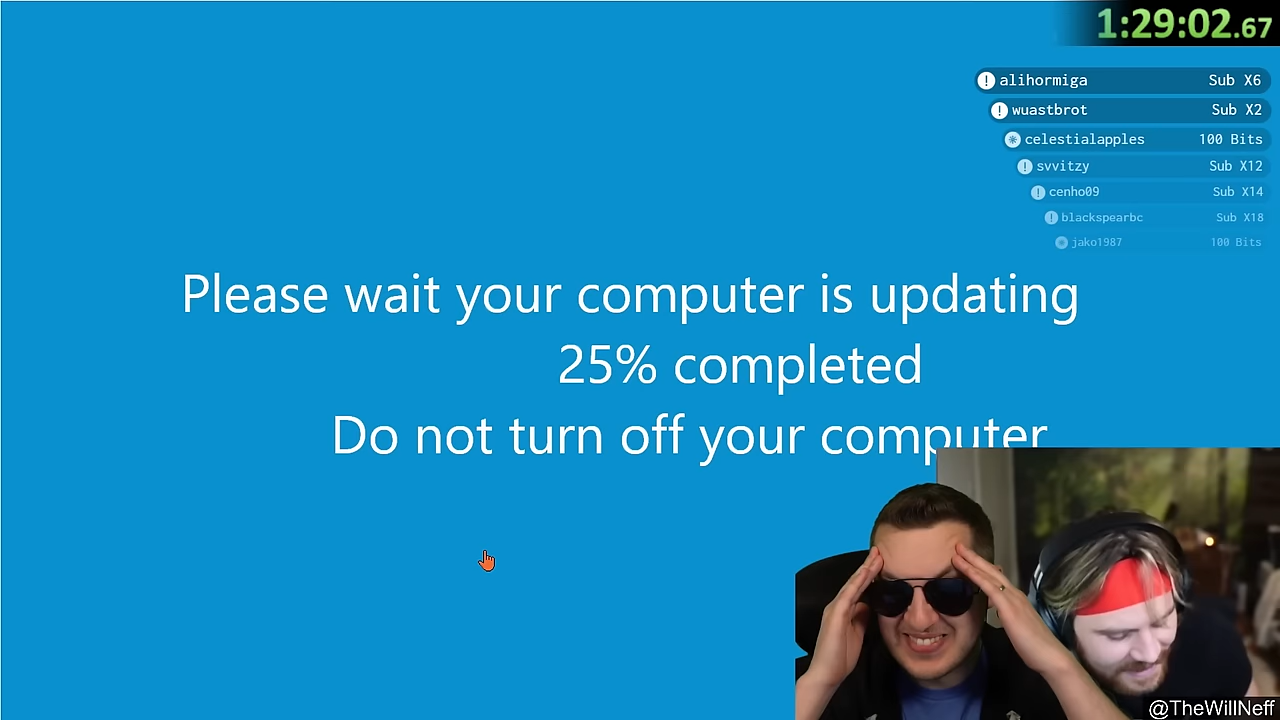 1:29:02.67
alihormiga Sub X6
wuastbrot Sub X2
celestialapples 100 Bits
svvitzy Sub X12
cenho09 Sub X14
blackspearbc Sub X18
jako1987 100 Bits
Please wait your computer is updating
25% completed
Do not turn off your computer
@TheWillNeff